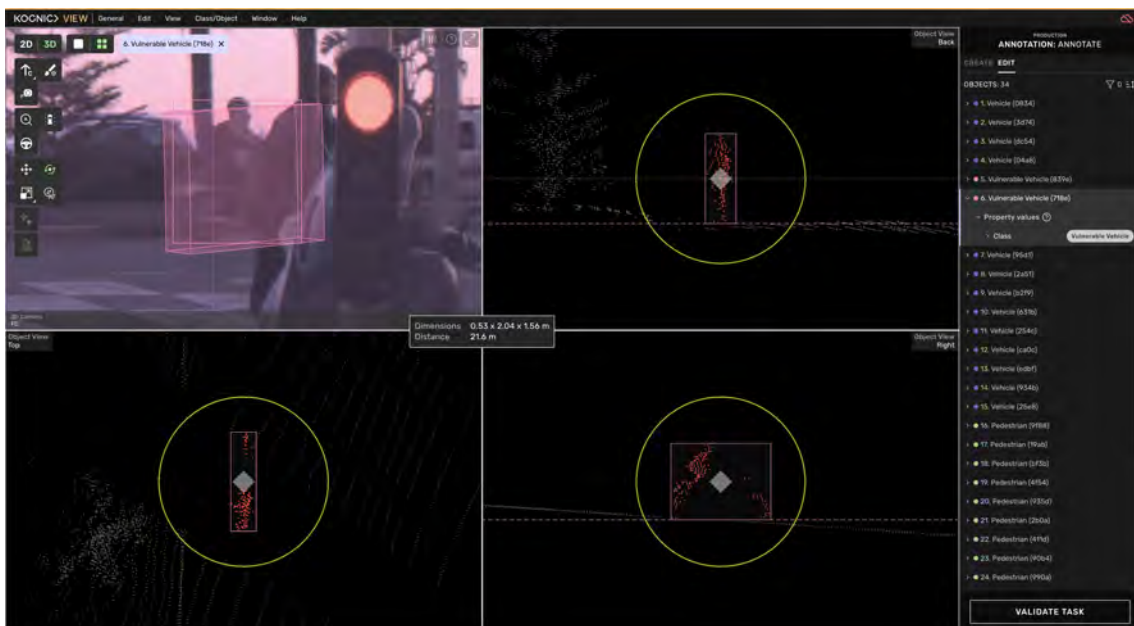 KOGNIC VIEW General Edit View Class/Object Window Help
2D 3D
6. Vulnerable Vehicle (718e) X
Object View
Back
PRODUCTION
ANNOTATION: ANNOTATE
CREATE EDIT
OBJECTS: 34
0
1. Vehicle (0834)
2. Vehicle (3d74)
3. Vehicle (dc54)
4. Vehicle (04a8)
5. Vulnerable Vehicle (839e)
6. Vulnerable Vehicle (718e)
Property values
Class Vulnerable Vehicle
7. Vehicle (95d1)
8. Vehicle (2a51)
9. Vehicle (b2f9)
10. Vehicle (631b)
11. Vehicle (254c)
12. Vehicle (ca0c)
13. Vehicle (edbf)
14. Vehicle (934b)
15. Vehicle (25e8)
16. Pedestrian (9f88)
17. Pedestrian (19ab)
18. Pedestrian (bf3b)
19. Pedestrian (4f54)
20. Pedestrian (935d)
21. Pedestrian (2b0a)
22. Pedestrian (4f1d)
23. Pedestrian (90b4)
24. Pedestrian (990a)
VALIDATE TASK
Dimensions 0.53 x 2.04 x 1.56 m
Distance 21.6 m
Object View
Top
Object View
Right